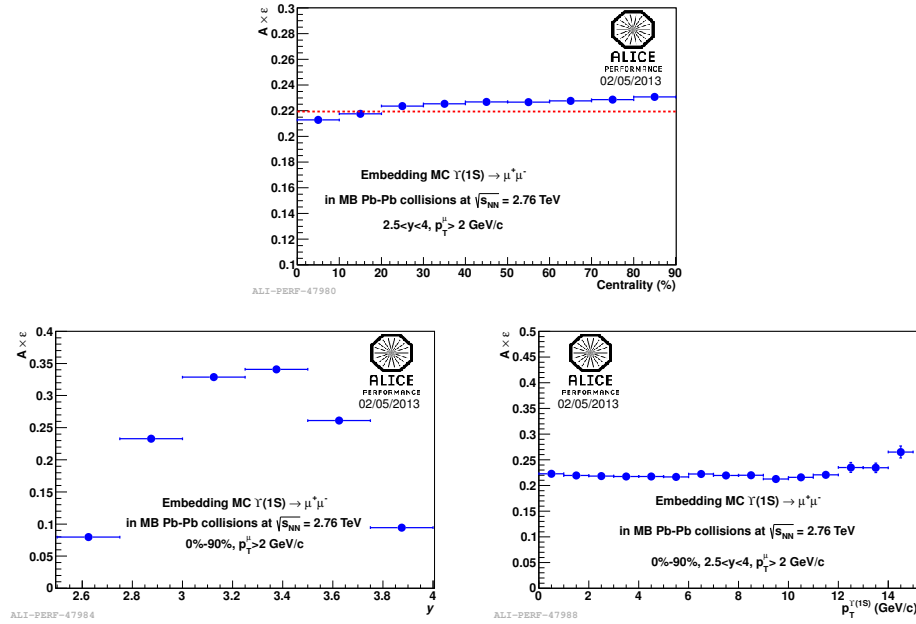 A × ε
0.3
0.28
0.26
0.24
0.22
0.2
0.18
0.16
0.14
0.12
0.1
ALICE
PERFORMANCE
02/05/2013
Embedding MC ϒ(1S) → μ⁺μ⁻
in MB Pb-Pb collisions at √s_NN = 2.76 TeV
2.5<y<4, p_T^μ > 2 GeV/c
0 10 20 30 40 50 60 70 80 90
Centrality (%)
ALI-PERF-47980
A × ε
0.4
0.35
0.3
0.25
0.2
0.15
0.1
0.05
0
ALICE
PERFORMANCE
02/05/2013
Embedding MC ϒ(1S) → μ⁺μ⁻
in MB Pb-Pb collisions at √s_NN = 2.76 TeV
0%-90%, p_T^μ >2 GeV/c
2.6 2.8 3 3.2 3.4 3.6 3.8 4
y
ALI-PERF-47984
A × ε
0.5
0.45
0.4
0.35
0.3
0.25
0.2
0.15
0.1
0.05
0
ALICE
PERFORMANCE
02/05/2013
Embedding MC ϒ(1S) → μ⁺μ⁻
in MB Pb-Pb collisions at √s_NN = 2.76 TeV
0%-90%, 2.5<y<4, p_T^μ > 2 GeV/c
0 2 4 6 8 10 12 14
p_T^ϒ(1S) (GeV/c)
ALI-PERF-47988